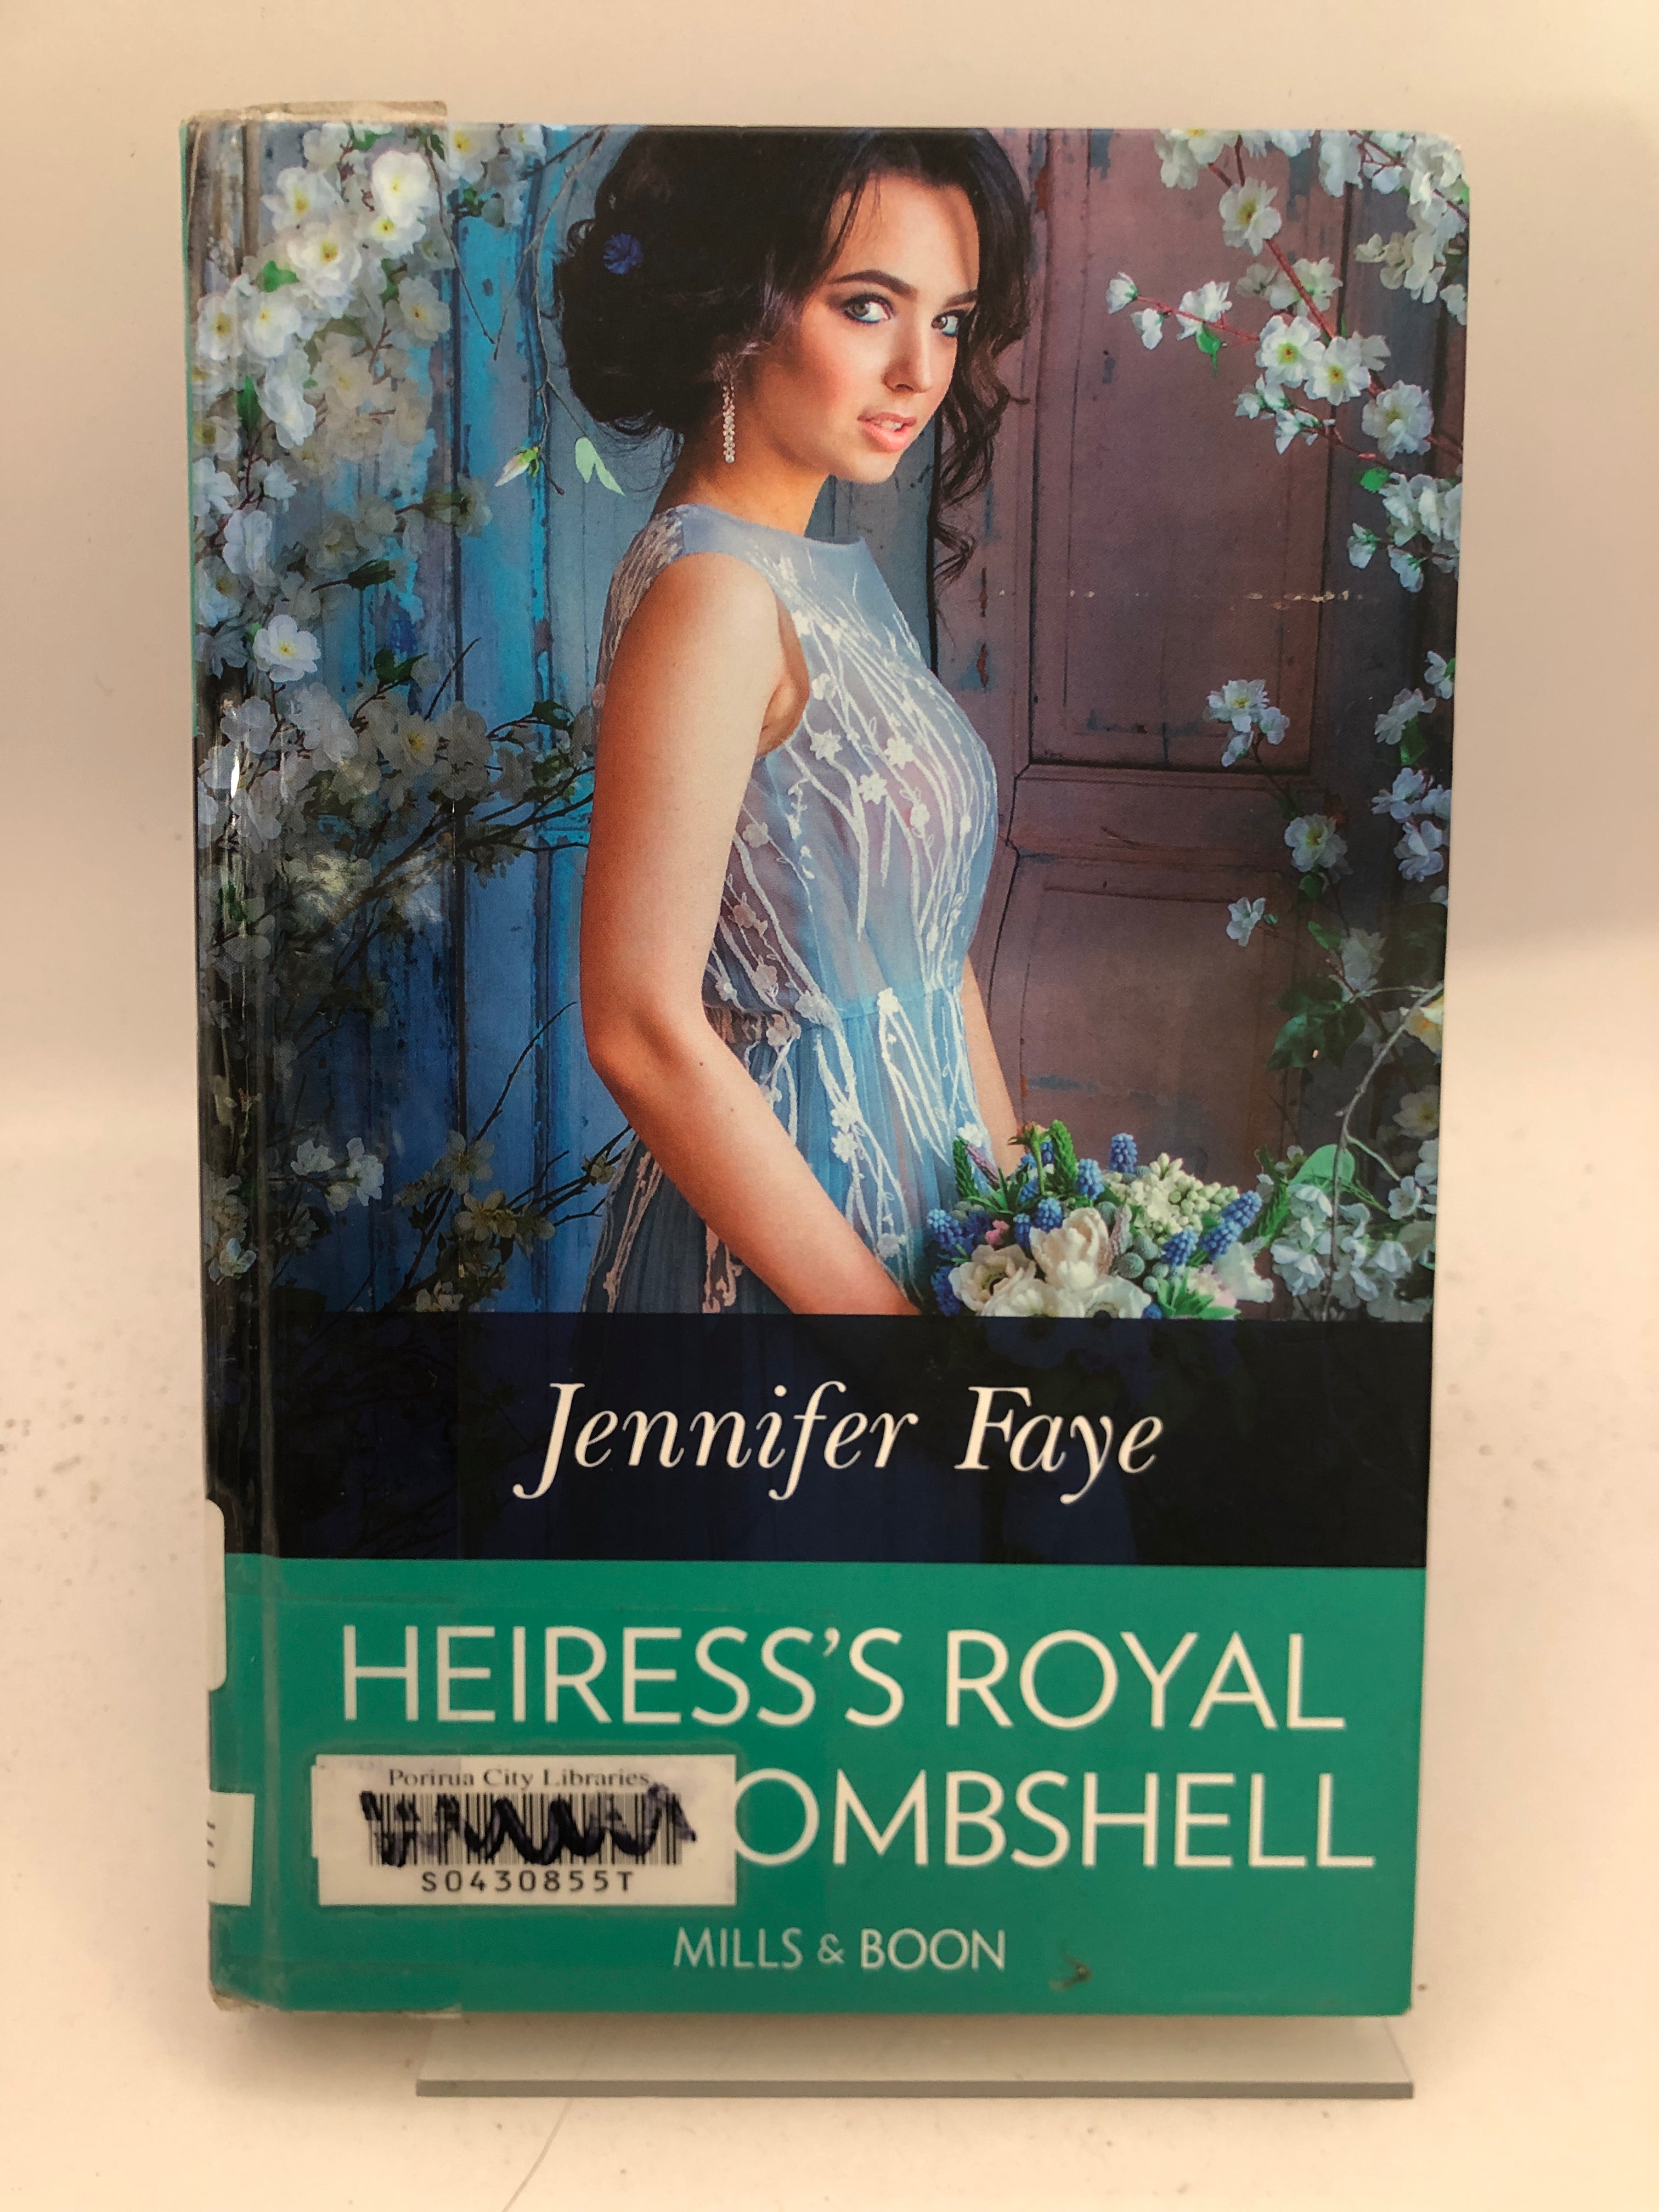 Jennifer Faye
HEIRESS'S ROYAL
OMBSHELL
Porirua City Libraries
S0430855T
MILLS & BOON